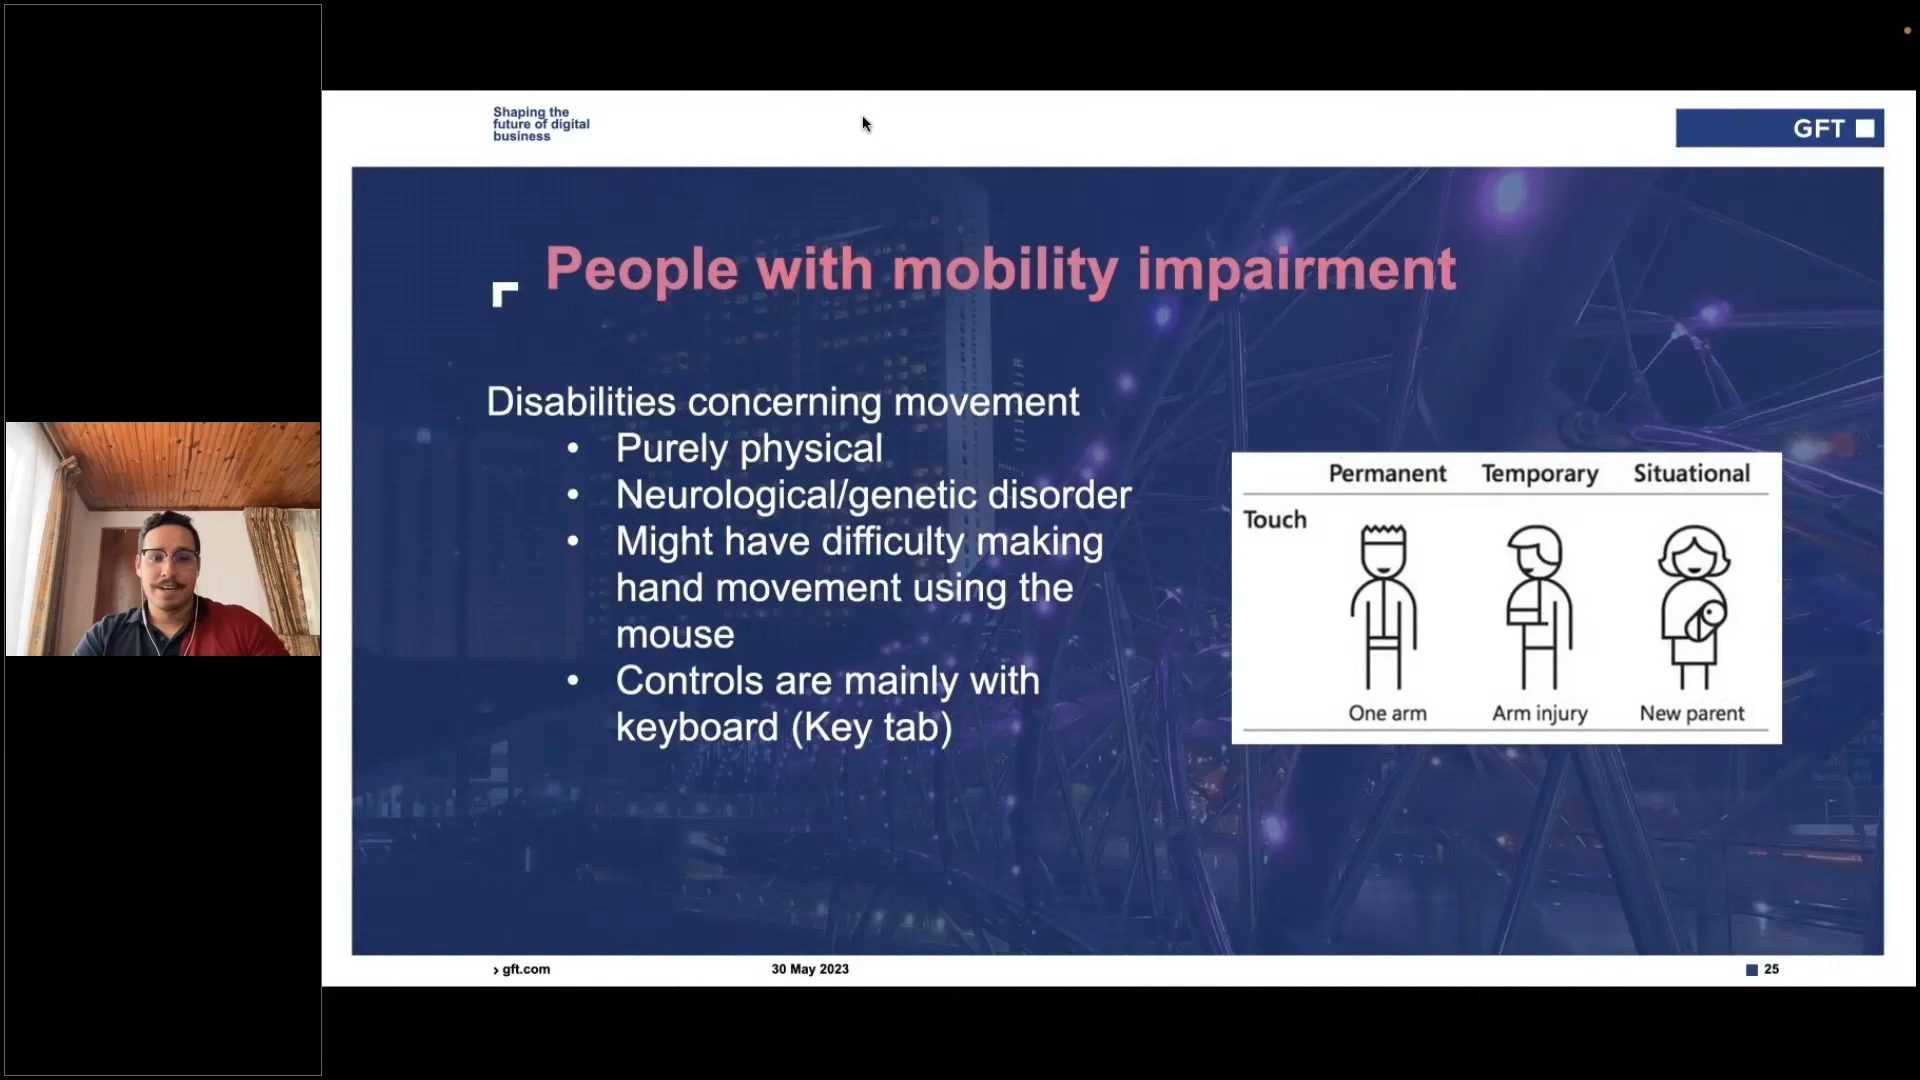 Shaping the
future of digital
business
GFT
People with mobility impairment
Disabilities concerning movement
• Purely physical
• Neurological/genetic disorder
• Might have difficulty making
hand movement using the
mouse
• Controls are mainly with
keyboard (Key tab)
Permanent Temporary Situational
Touch
One arm Arm injury New parent
› gft.com 30 May 2023 25